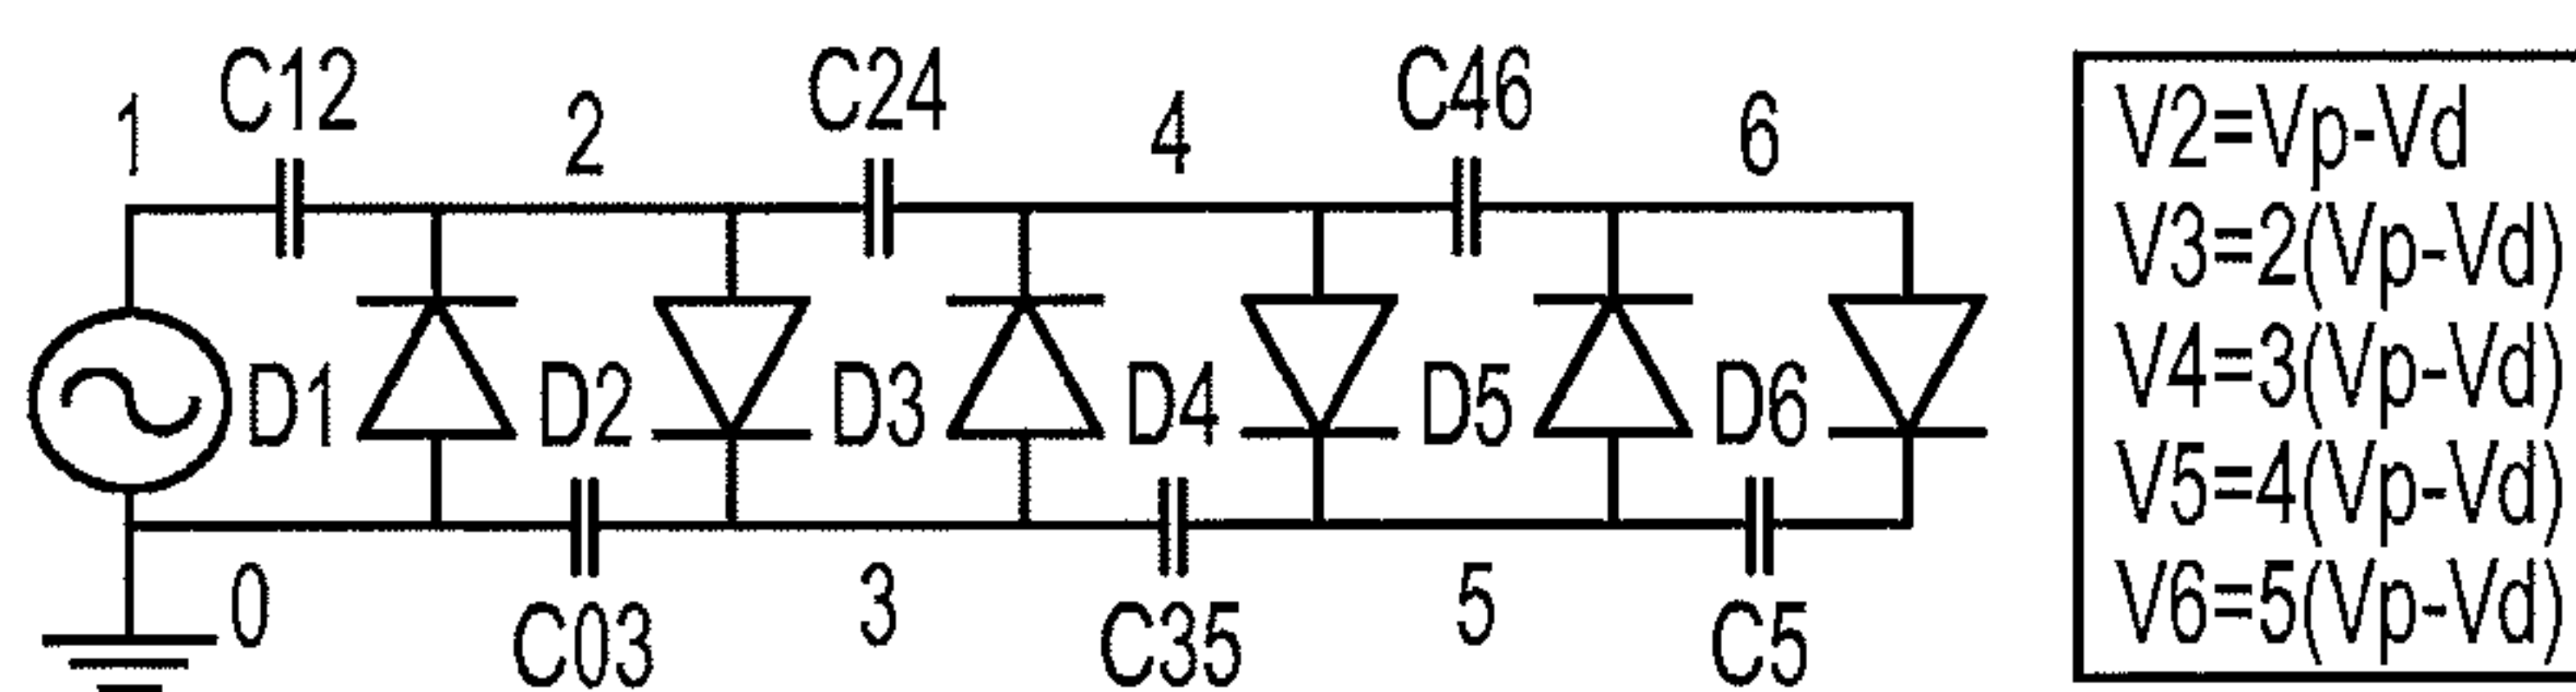 1 C12 2 C24 4 C46 6
D1 D2 D3 D4 D5 D6
0 C03 3 C35 5 C5
V2=Vp-Vd
V3=2(Vp-Vd)
V4=3(Vp-Vd)
V5=4(Vp-Vd)
V6=5(Vp-Vd)